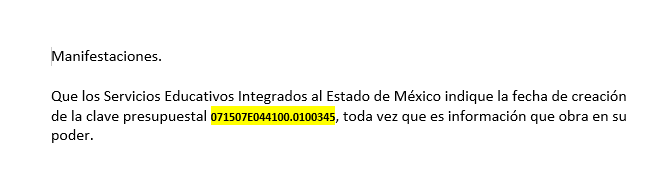 Manifestaciones.
Que los Servicios Educativos Integrados al Estado de México indique la fecha de creación
de la clave presupuestal 071507E044100.0100345, toda vez que es información que obra en su
poder.